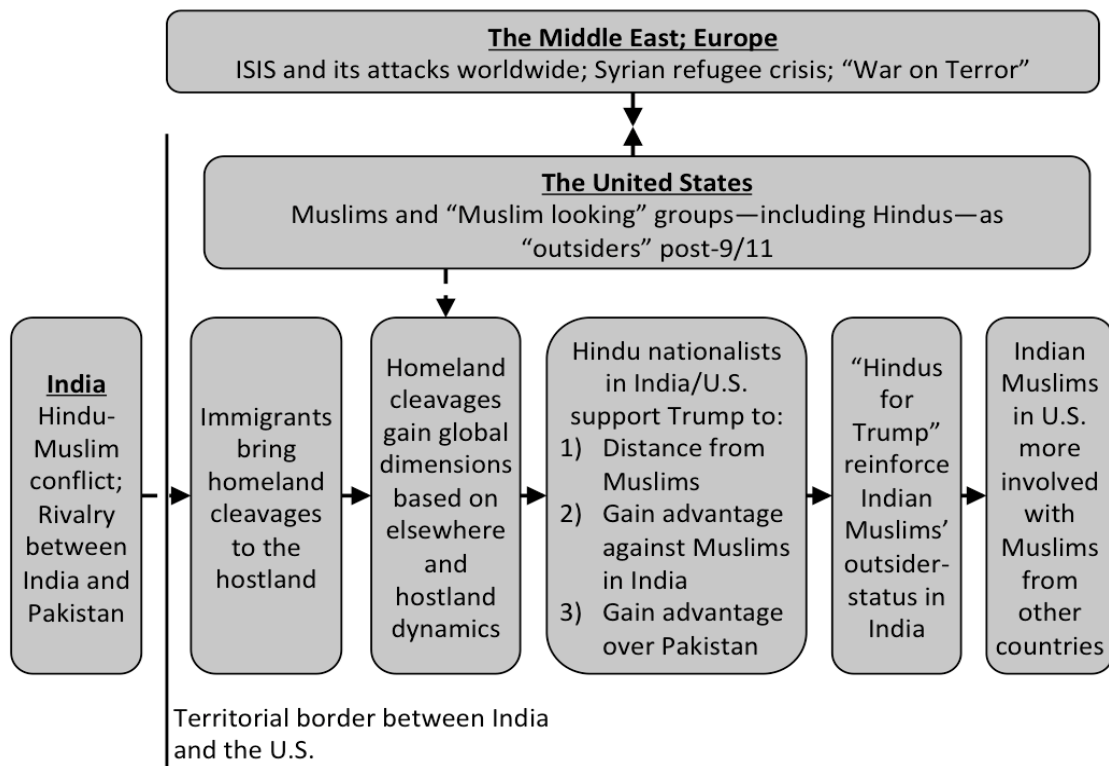 The Middle East; Europe
ISIS and its attacks worldwide; Syrian refugee crisis; “War on Terror”
The United States
Muslims and “Muslim looking” groups—including Hindus—as
“outsiders” post-9/11
India
Hindu-
Muslim
conflict;
Rivalry
between
India and
Pakistan
Immigrants
bring
homeland
cleavages
to the
hostland
Homeland
cleavages
gain global
dimensions
based on
elsewhere
and
hostland
dynamics
Hindu nationalists
in India/U.S.
support Trump to:
1) Distance from
Muslims
2) Gain advantage
against Muslims
in India
3) Gain advantage
over Pakistan
“Hindus
for
Trump”
reinforce
Indian
Muslims’
outsider-
status in
India
Indian
Muslims
in U.S.
more
involved
with
Muslims
from
other
countries
Territorial border between India
and the U.S.